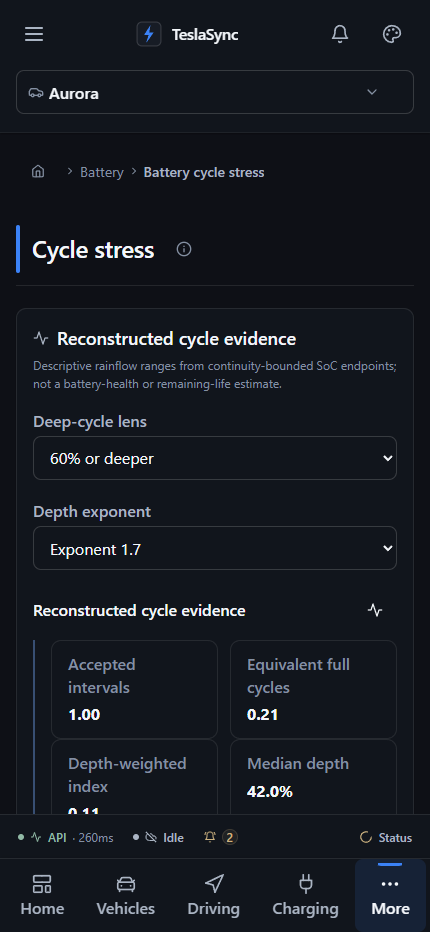 TeslaSync
Aurora
Battery
Battery cycle stress
Cycle stress
Reconstructed cycle evidence
Descriptive rainflow ranges from continuity-bounded SoC endpoints;
not a battery-health or remaining-life estimate.
Deep-cycle lens
60% or deeper
Depth exponent
Exponent 1.7
Reconstructed cycle evidence
Accepted
intervals
1.00
Equivalent full
cycles
0.21
Depth-weighted
index
0.11
Median depth
42.0%
API · 260ms
Idle
2
Status
Home
Vehicles
Driving
Charging
More